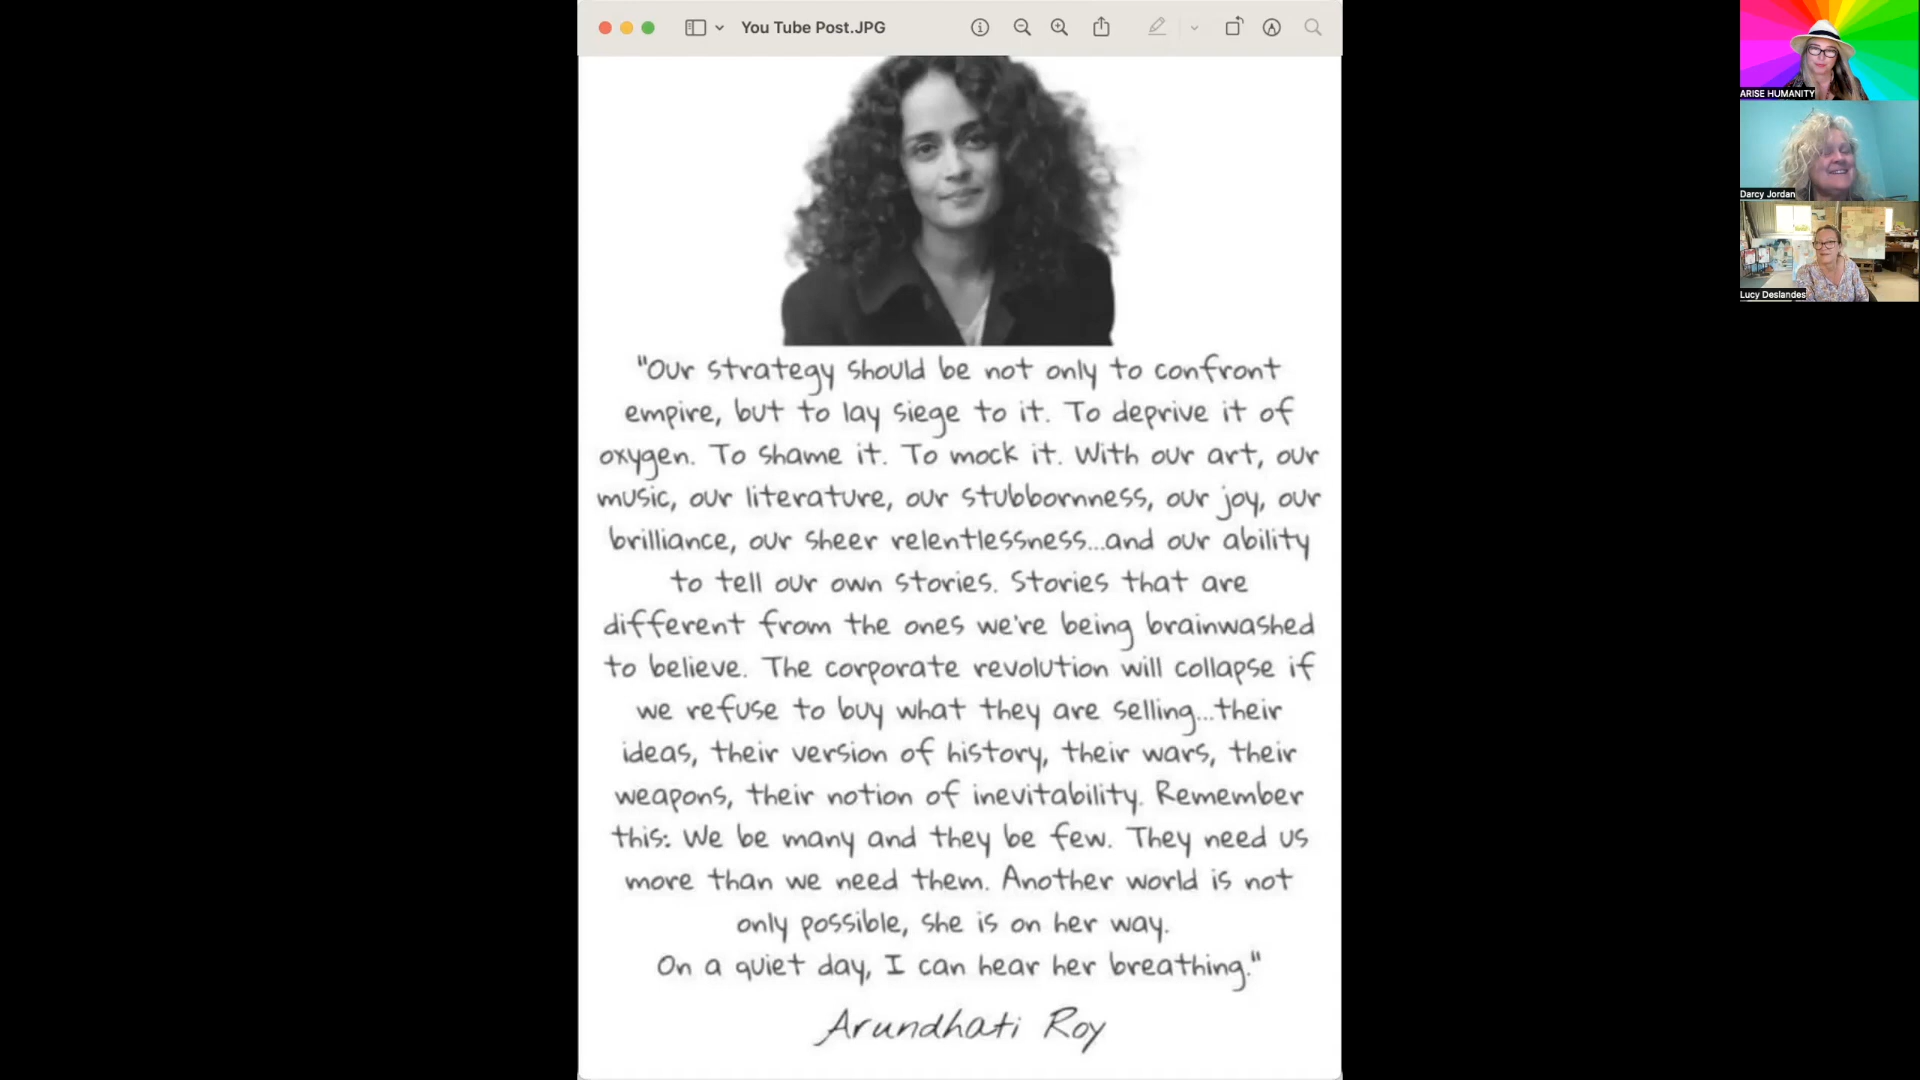 You Tube Post.JPG
"Our strategy should be not only to confront
empire, but to lay siege to it. To deprive it of
oxygen. To shame it. To mock it. With our art, our
music, our literature, our stubbornness, our joy, our
brilliance, our sheer relentlessness...and our ability
to tell our own stories. Stories that are
different from the ones we're being brainwashed
to believe. The corporate revolution will collapse if
we refuse to buy what they are selling...their
ideas, their version of history, their wars, their
weapons, their notion of inevitability. Remember
this: We be many and they be few. They need us
more than we need them. Another world is not
only possible, she is on her way.
On a quiet day, I can hear her breathing."
Arundhati Roy
ARISE HUMANITY
Darcy Jordan
Lucy Deslandes